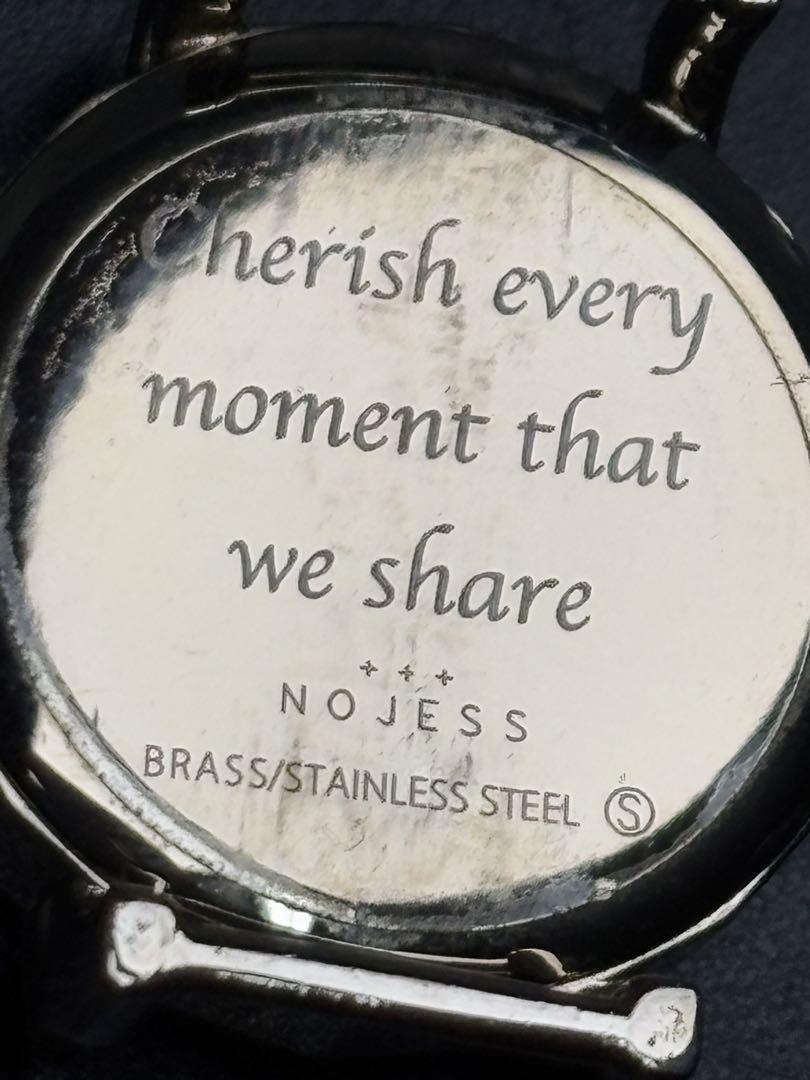 Cherish every
moment that
we share
+ + +
NOJESS
BRASS/STAINLESS STEEL Ⓢ